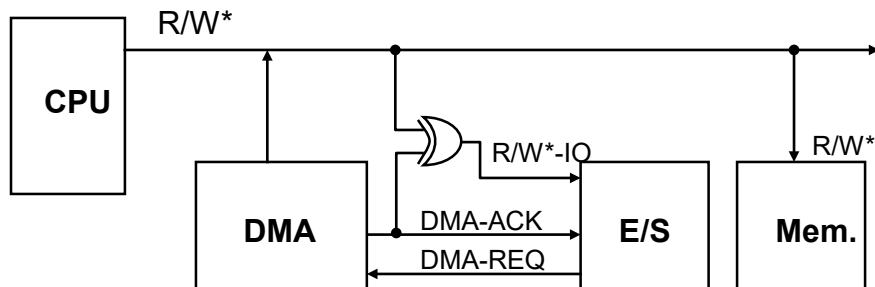 R/W*
CPU
R/W*-IO
R/W*
DMA
DMA-ACK
E/S
Mem.
DMA-REQ